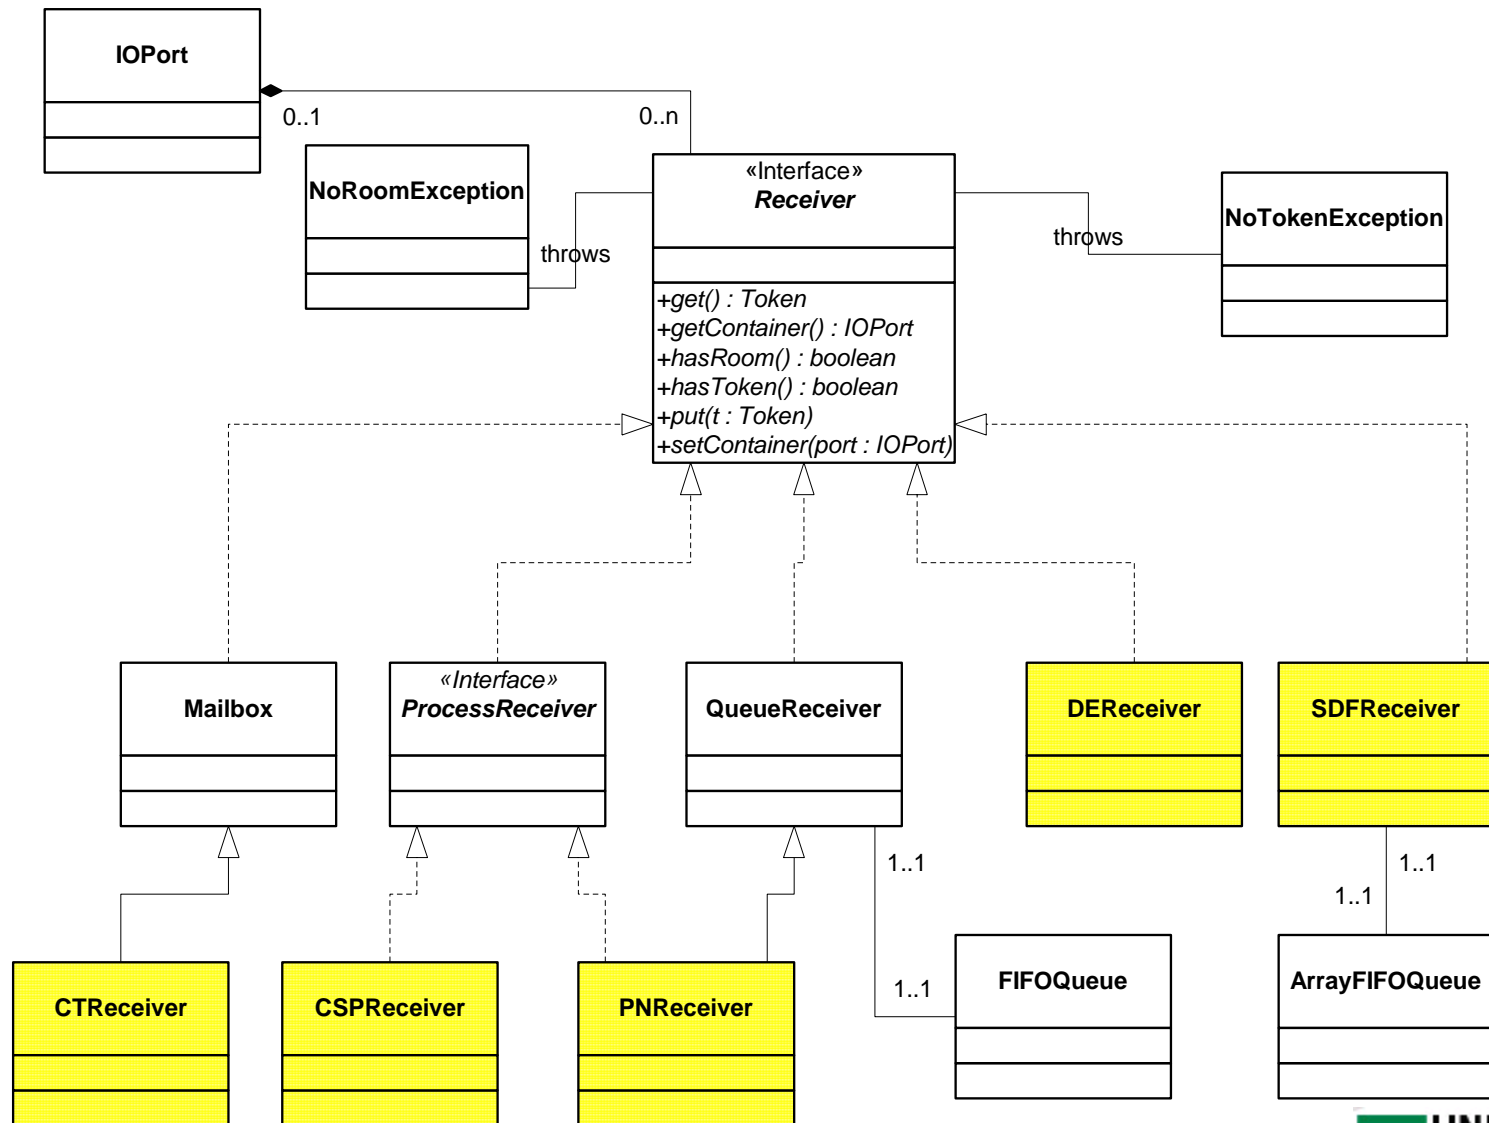 IOPort
0..1
0..n
NoRoomException
«Interface»
Receiver
NoTokenException
throws
throws
+get() : Token
+getContainer() : IOPort
+hasRoom() : boolean
+hasToken() : boolean
+put(t : Token)
+setContainer(port : IOPort)
Mailbox
«Interface»
ProcessReceiver
QueueReceiver
DEReceiver
SDFReceiver
1..1
1..1
1..1
1..1
CTReceiver
CSPReceiver
PNReceiver
FIFOQueue
ArrayFIFOQueue